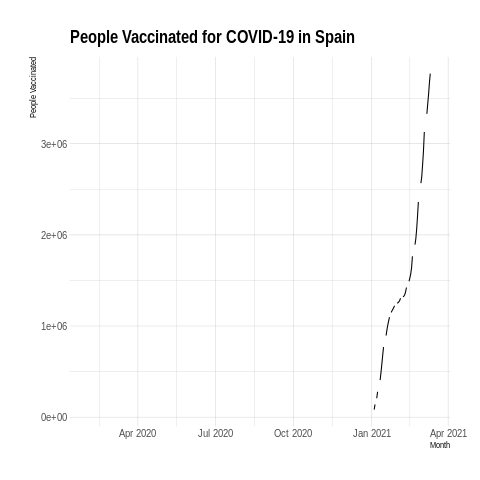 People Vaccinated for COVID-19 in Spain
People Vaccinated
3e+06
2e+06
1e+06
0e+00
Apr 2020 Jul 2020 Oct 2020 Jan 2021 Apr 2021
Month